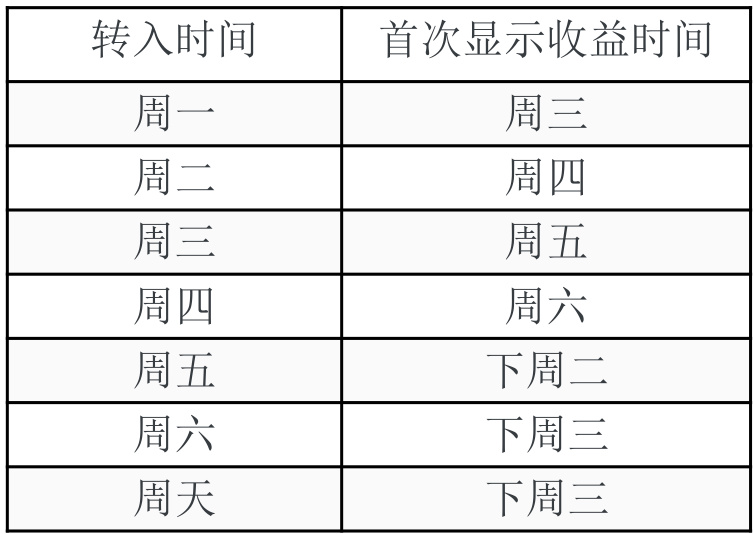 转入时间 首次显示收益时间
周一 周三
周二 周四
周三 周五
周四 周六
周五 下周二
周六 下周三
周天 下周三